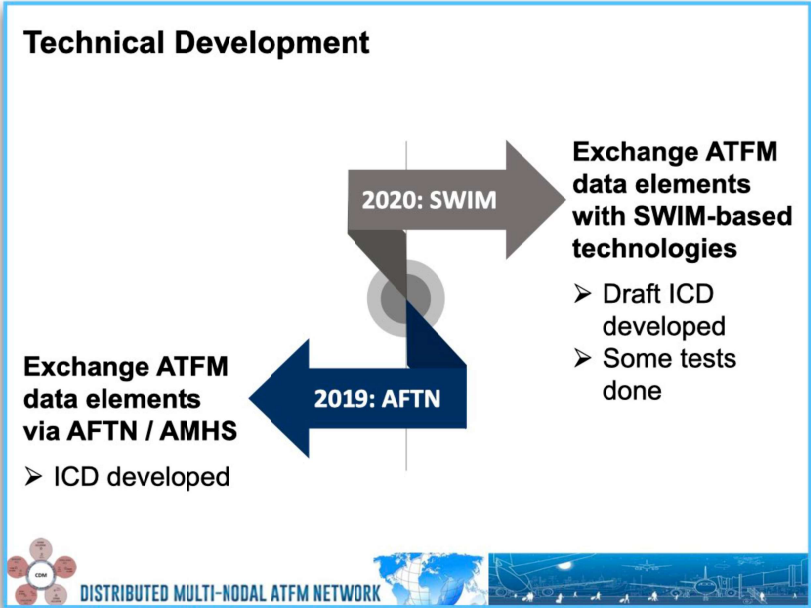 Technical Development
2020: SWIM
Exchange ATFM
data elements
with SWIM-based
technologies
➢ Draft ICD
developed
➢ Some tests
done
Exchange ATFM
data elements
via AFTN / AMHS
➢ ICD developed
2019: AFTN
CDM
DISTRIBUTED MULTI-NODAL ATFM NETWORK